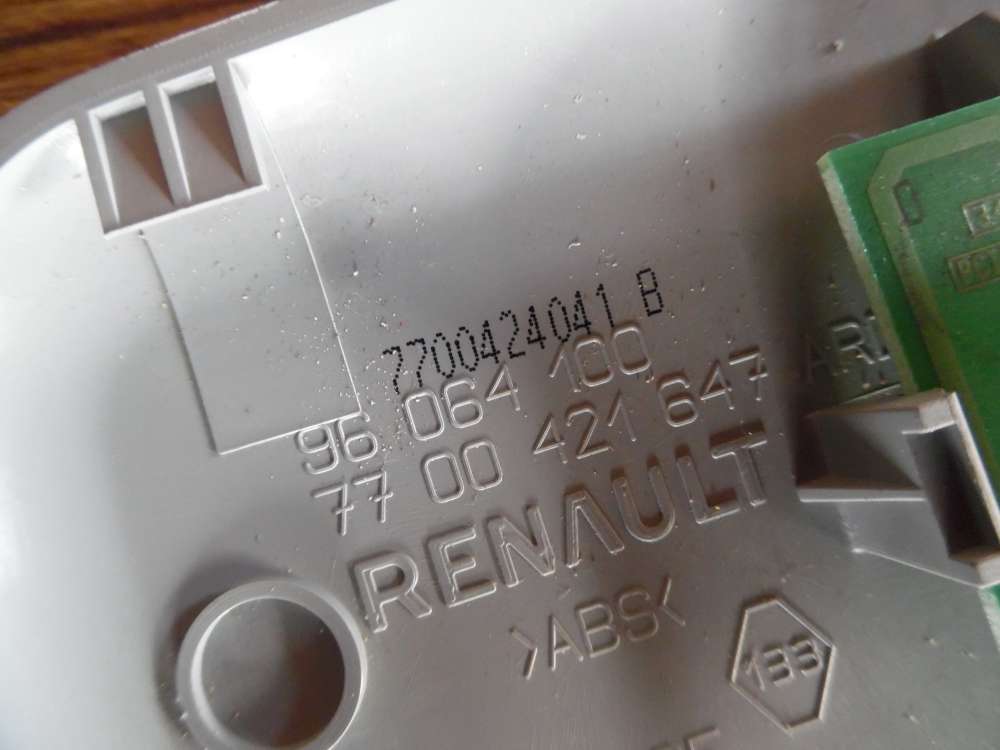 7700424041 B
96 064 100
77 00 421 647
RENAULT
>ABS<
133